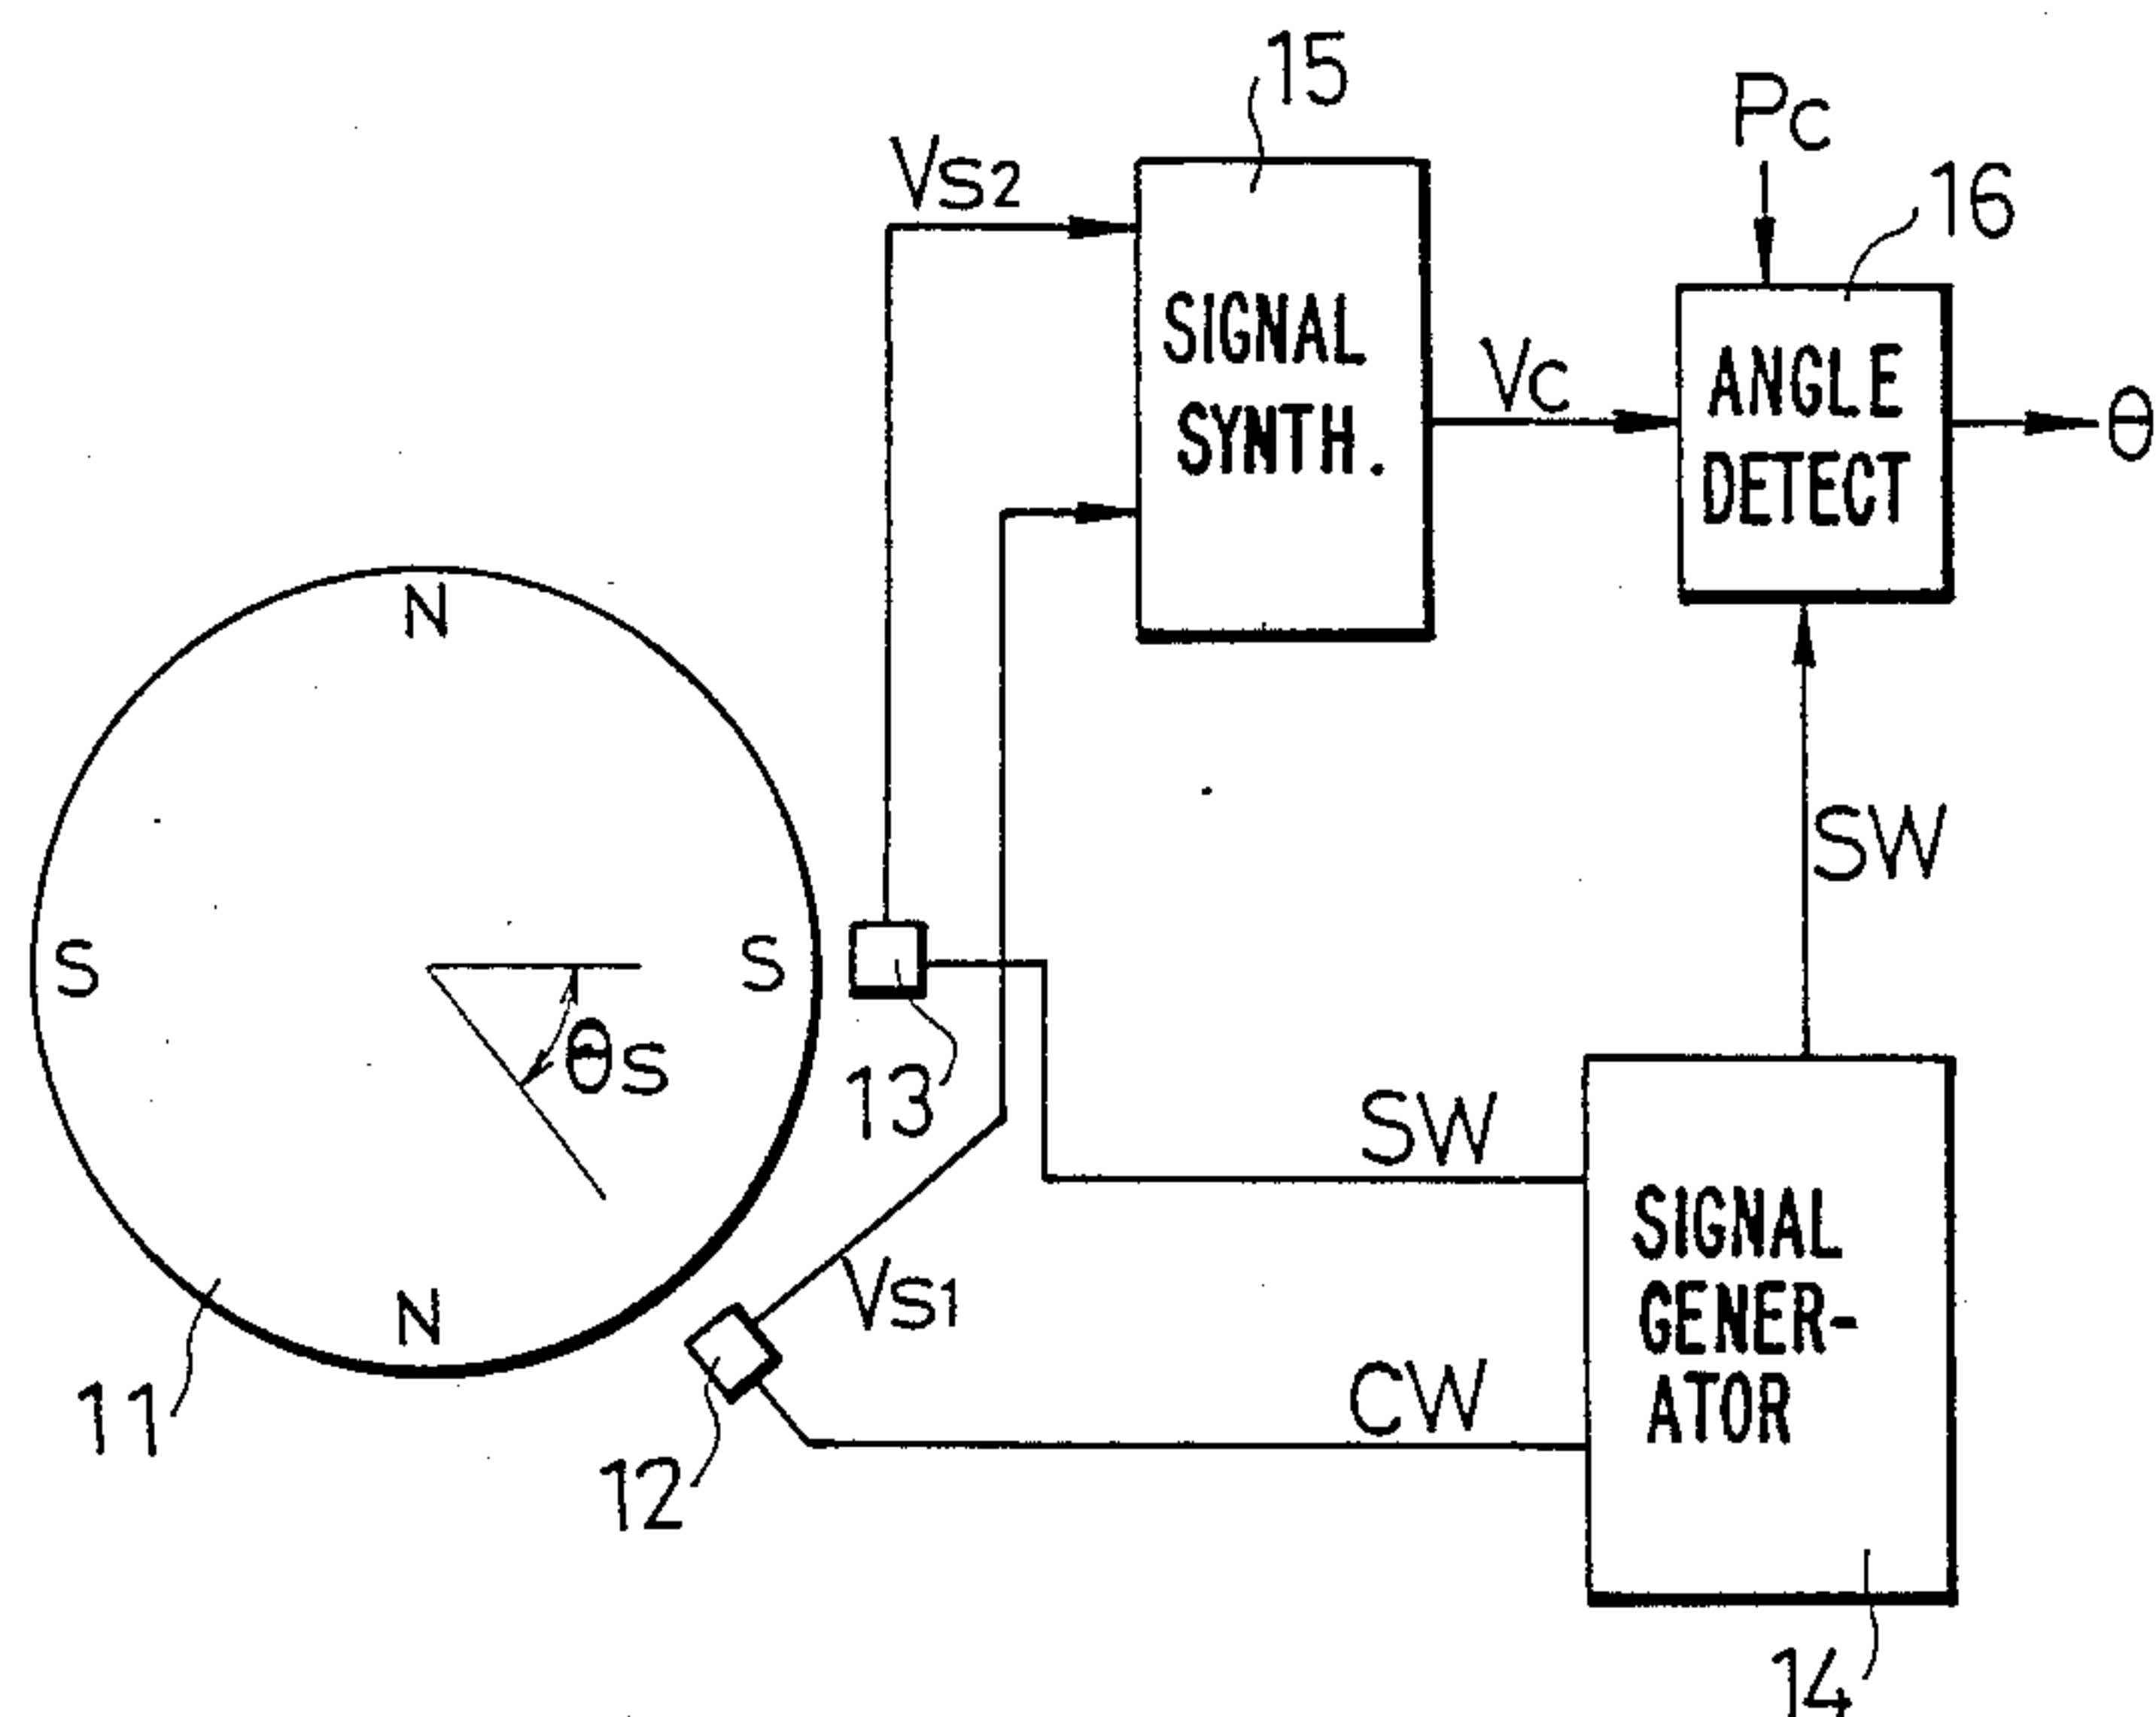 15
Pc
Vs2
16
SIGNAL
SYNTH.
Vc
ANGLE
DETECT
θ
N
S
S
θs
13
SW
SW
SIGNAL
GENER-
ATOR
Vs1
N
CW
11
12
14